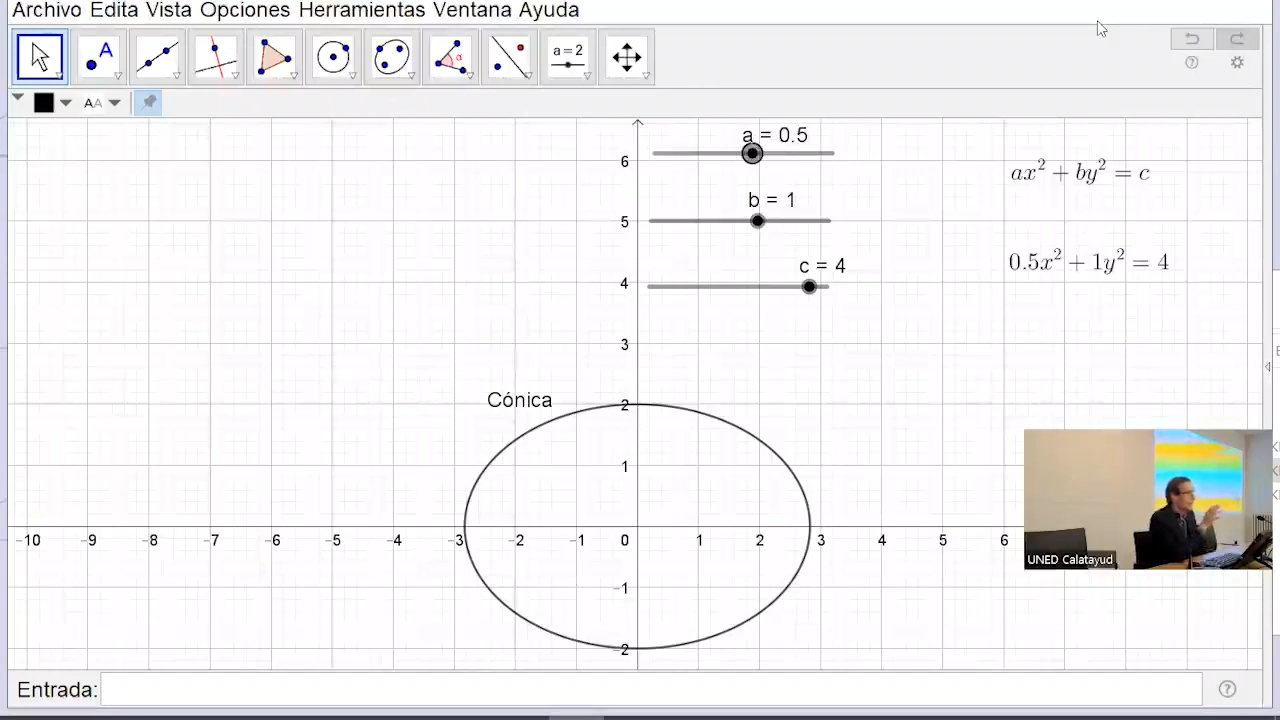 Archivo Edita Vista Opciones Herramientas Ventana Ayuda
A
α
a = 2
AA
a = 0.5
b = 1
c = 4
ax² + by² = c
0.5x² + 1y² = 4
Cónica
6
5
4
3
2
1
-1
-2
-10 -9 -8 -7 -6 -5 -4 -3 -2 -1 0 1 2 3 4 5 6
UNED Calatayud
Entrada: